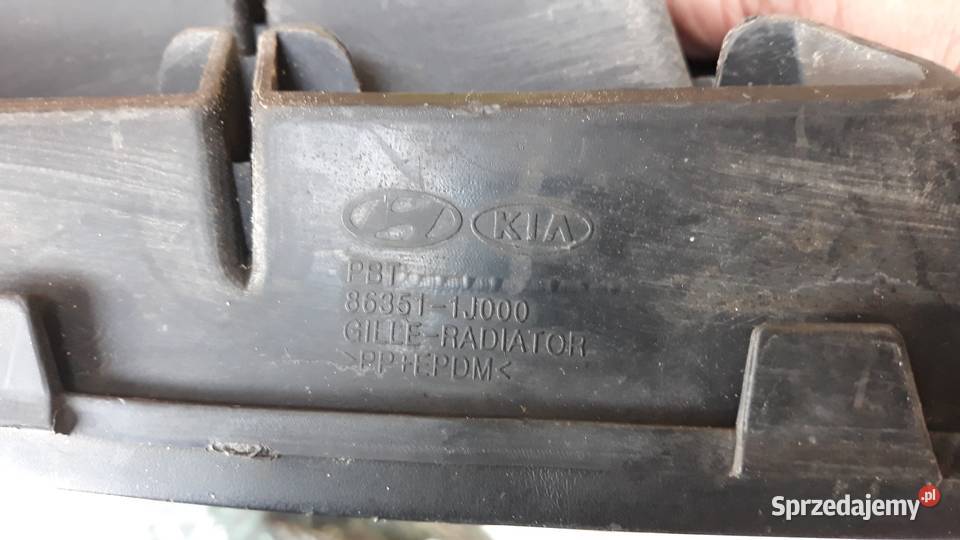 KIA
PBT
86351-1J000
GILLE-RADIATOR
>PP+EPDM<
Sprzedajemy.pl